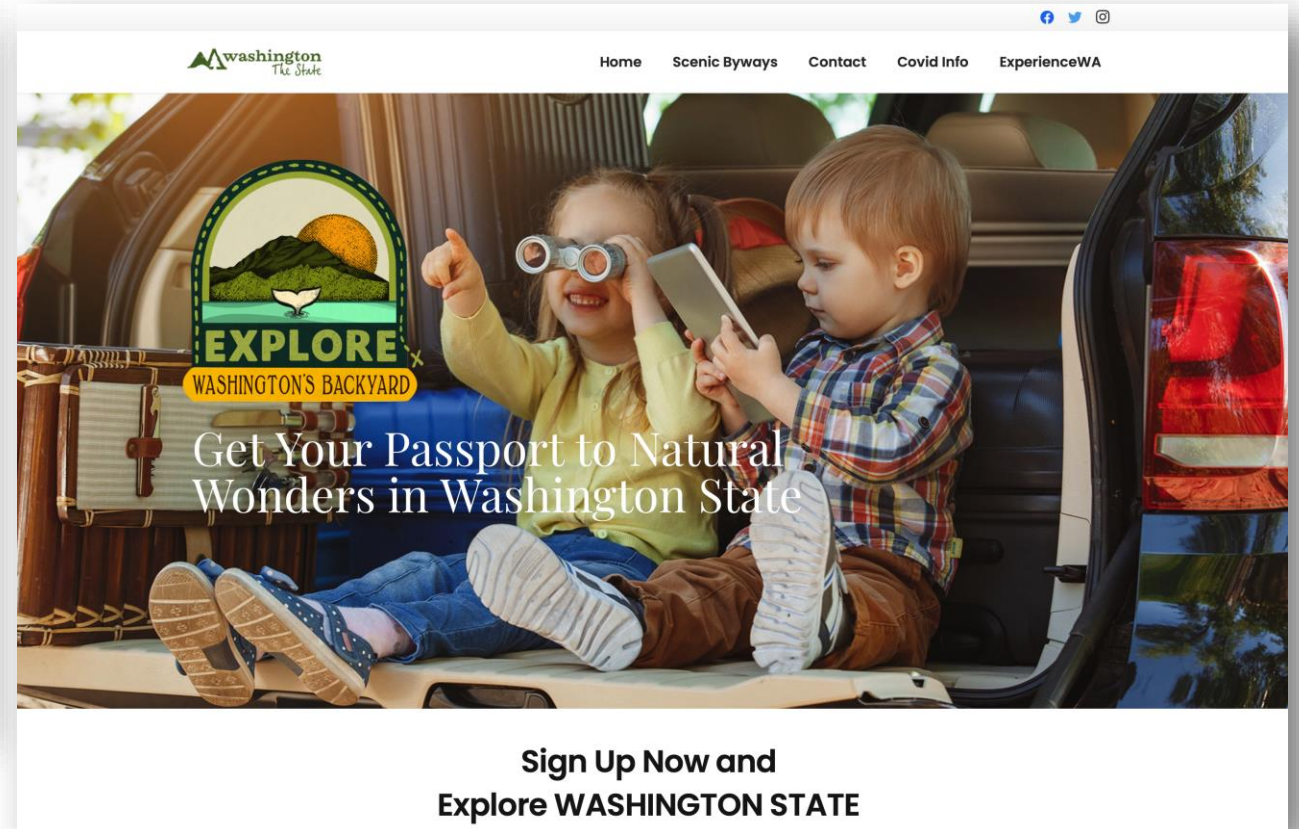 washington
The State
Home Scenic Byways Contact Covid Info ExperienceWA
EXPLORE
WASHINGTON'S BACKYARD
Get Your Passport to Natural
Wonders in Washington State
Sign Up Now and
Explore WASHINGTON STATE